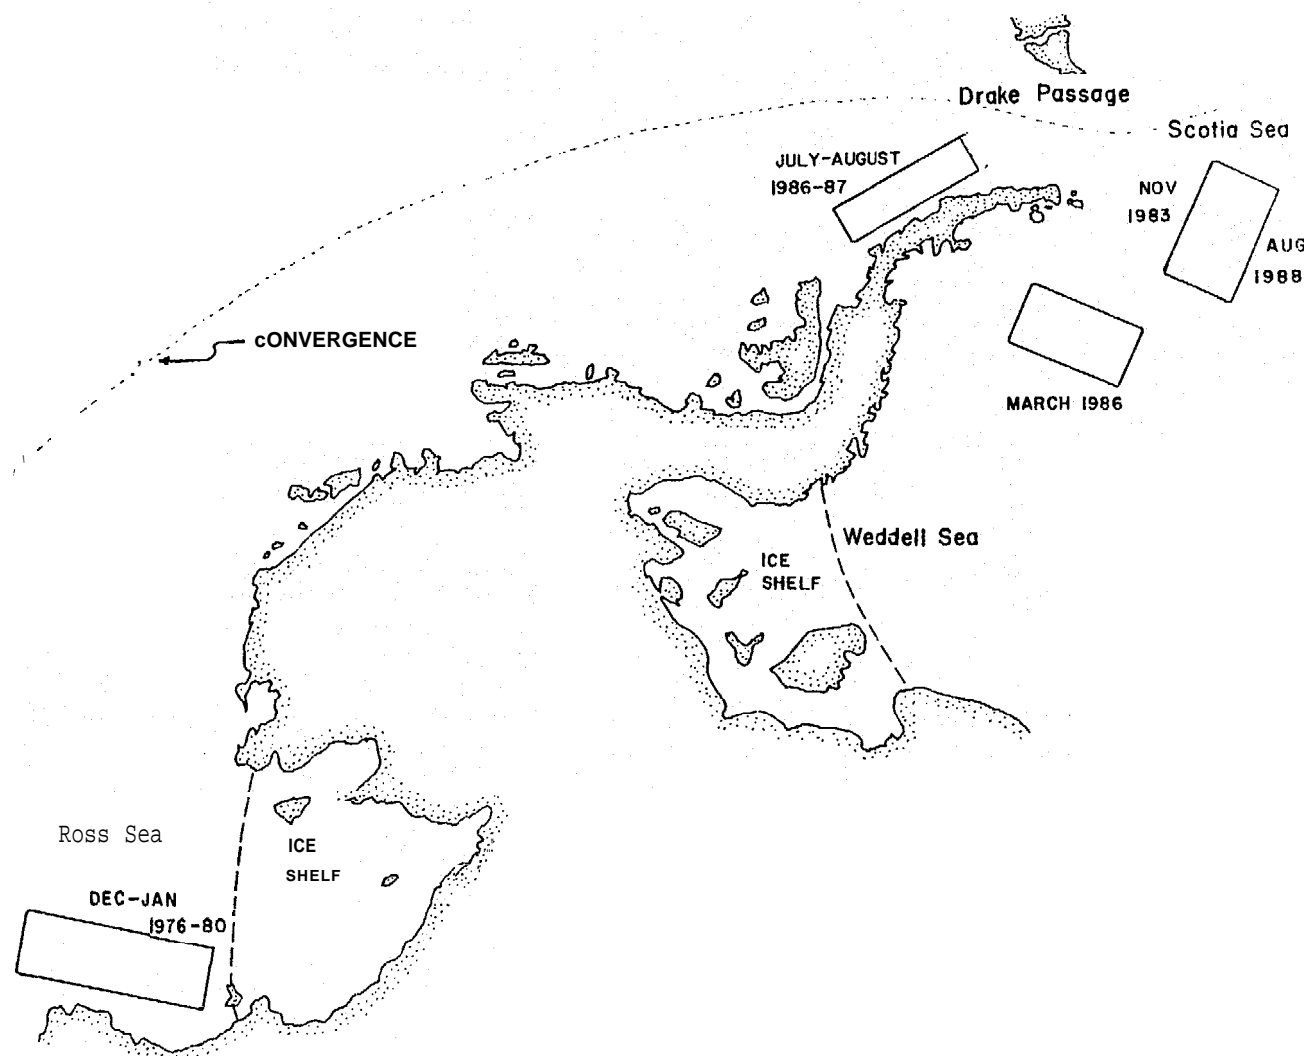 Drake Passage
Scotia Sea
JULY-AUGUST
1986-87
NOV
1983
AUG
1988
cONVERGENCE
MARCH 1986
Weddell Sea
ICE
SHELF
Ross Sea
ICE
SHELF
DEC-JAN
1976-80